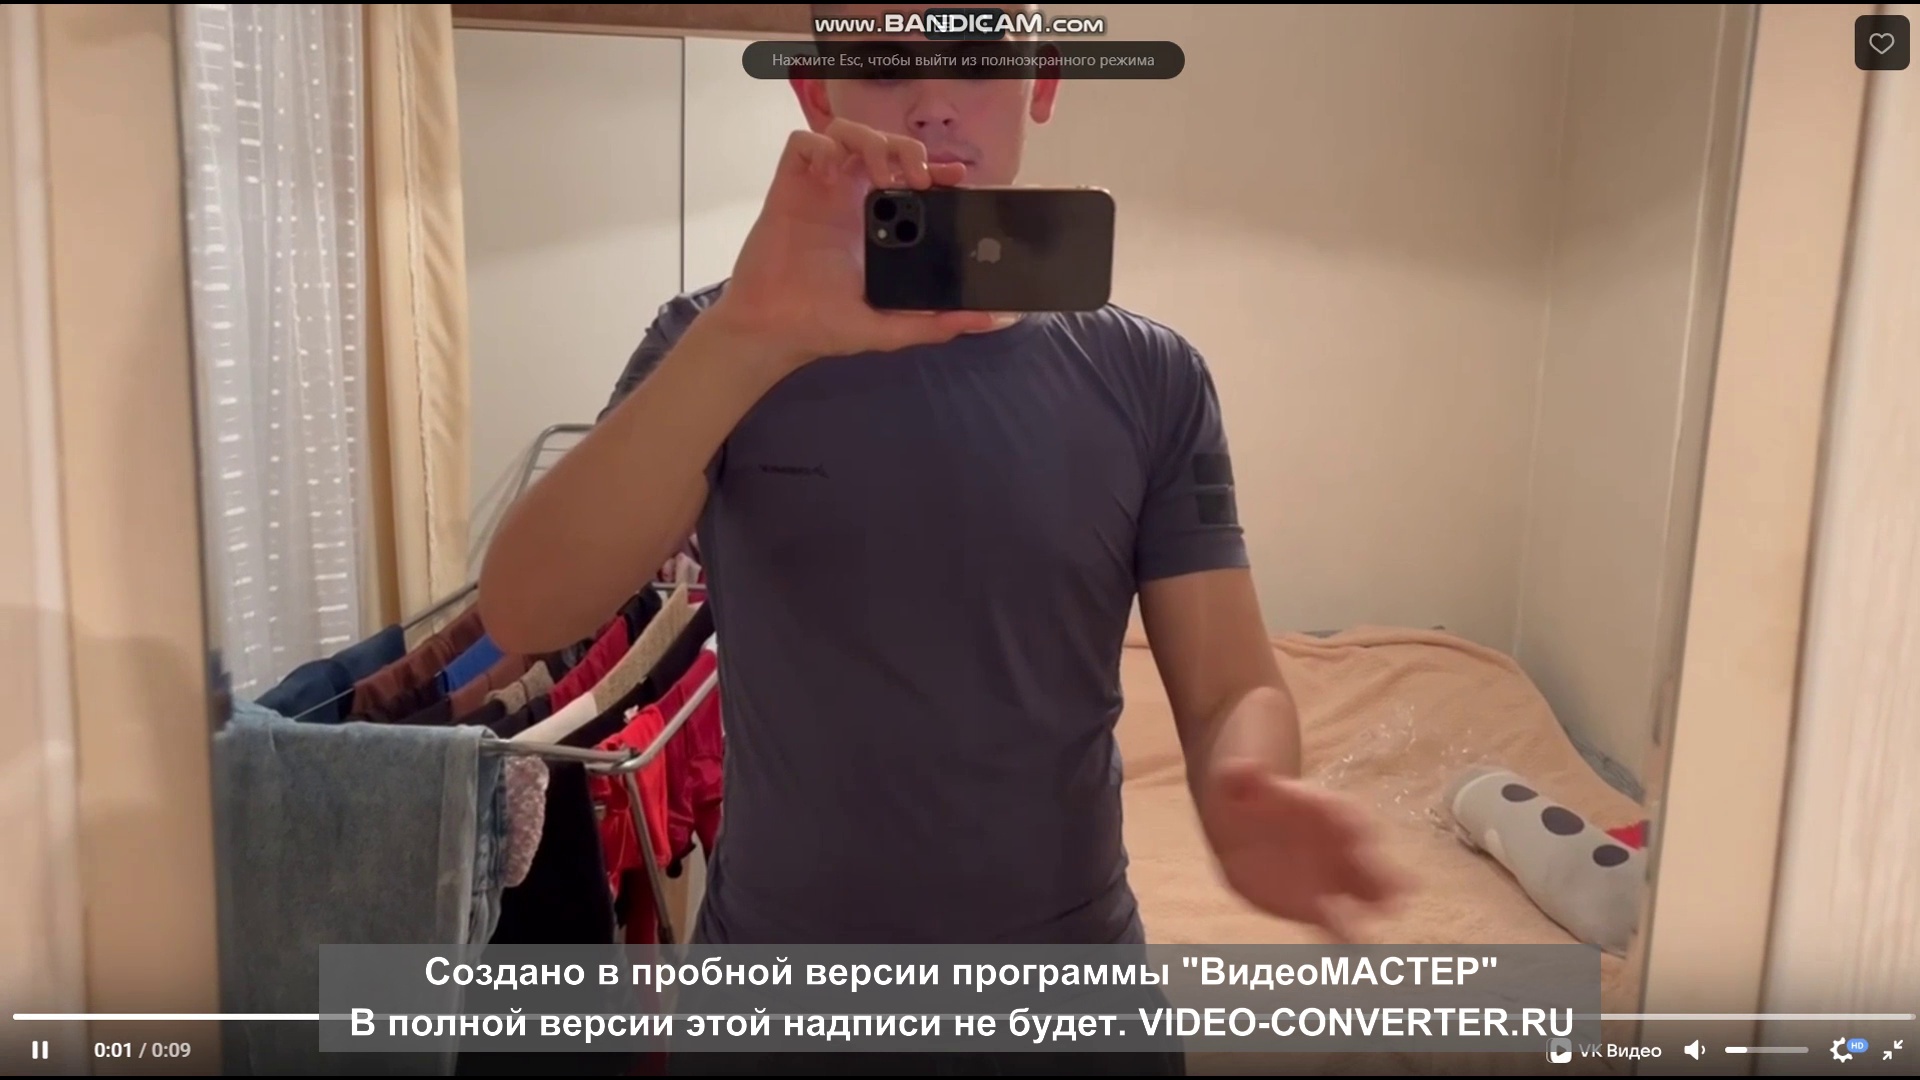 www.BANDICAM.com
Нажмите Esc, чтобы выйти из полноэкранного режима
Создано в пробной версии программы "ВидеоМАСТЕР"
В полной версии этой надписи не будет. VIDEO-CONVERTER.RU
0:01 / 0:09
VK Видео
HD